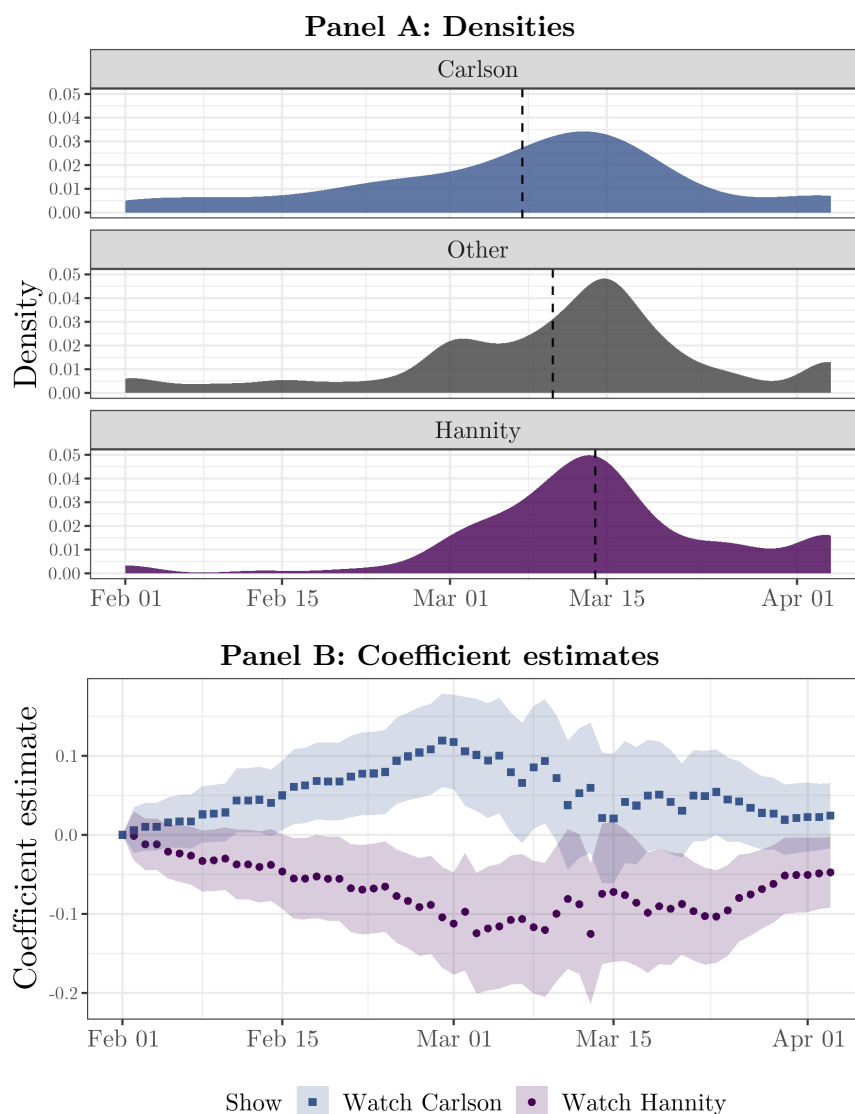 Panel A: Densities
Carlson
0.05
0.04
0.03
0.02
0.01
0.00
Other
0.05
0.04
0.03
0.02
0.01
0.00
Density
Hannity
0.05
0.04
0.03
0.02
0.01
0.00
Feb 01 Feb 15 Mar 01 Mar 15 Apr 01
Panel B: Coefficient estimates
Coefficient estimate
0.1
0.0
-0.1
-0.2
Feb 01 Feb 15 Mar 01 Mar 15 Apr 01
Show Watch Carlson Watch Hannity